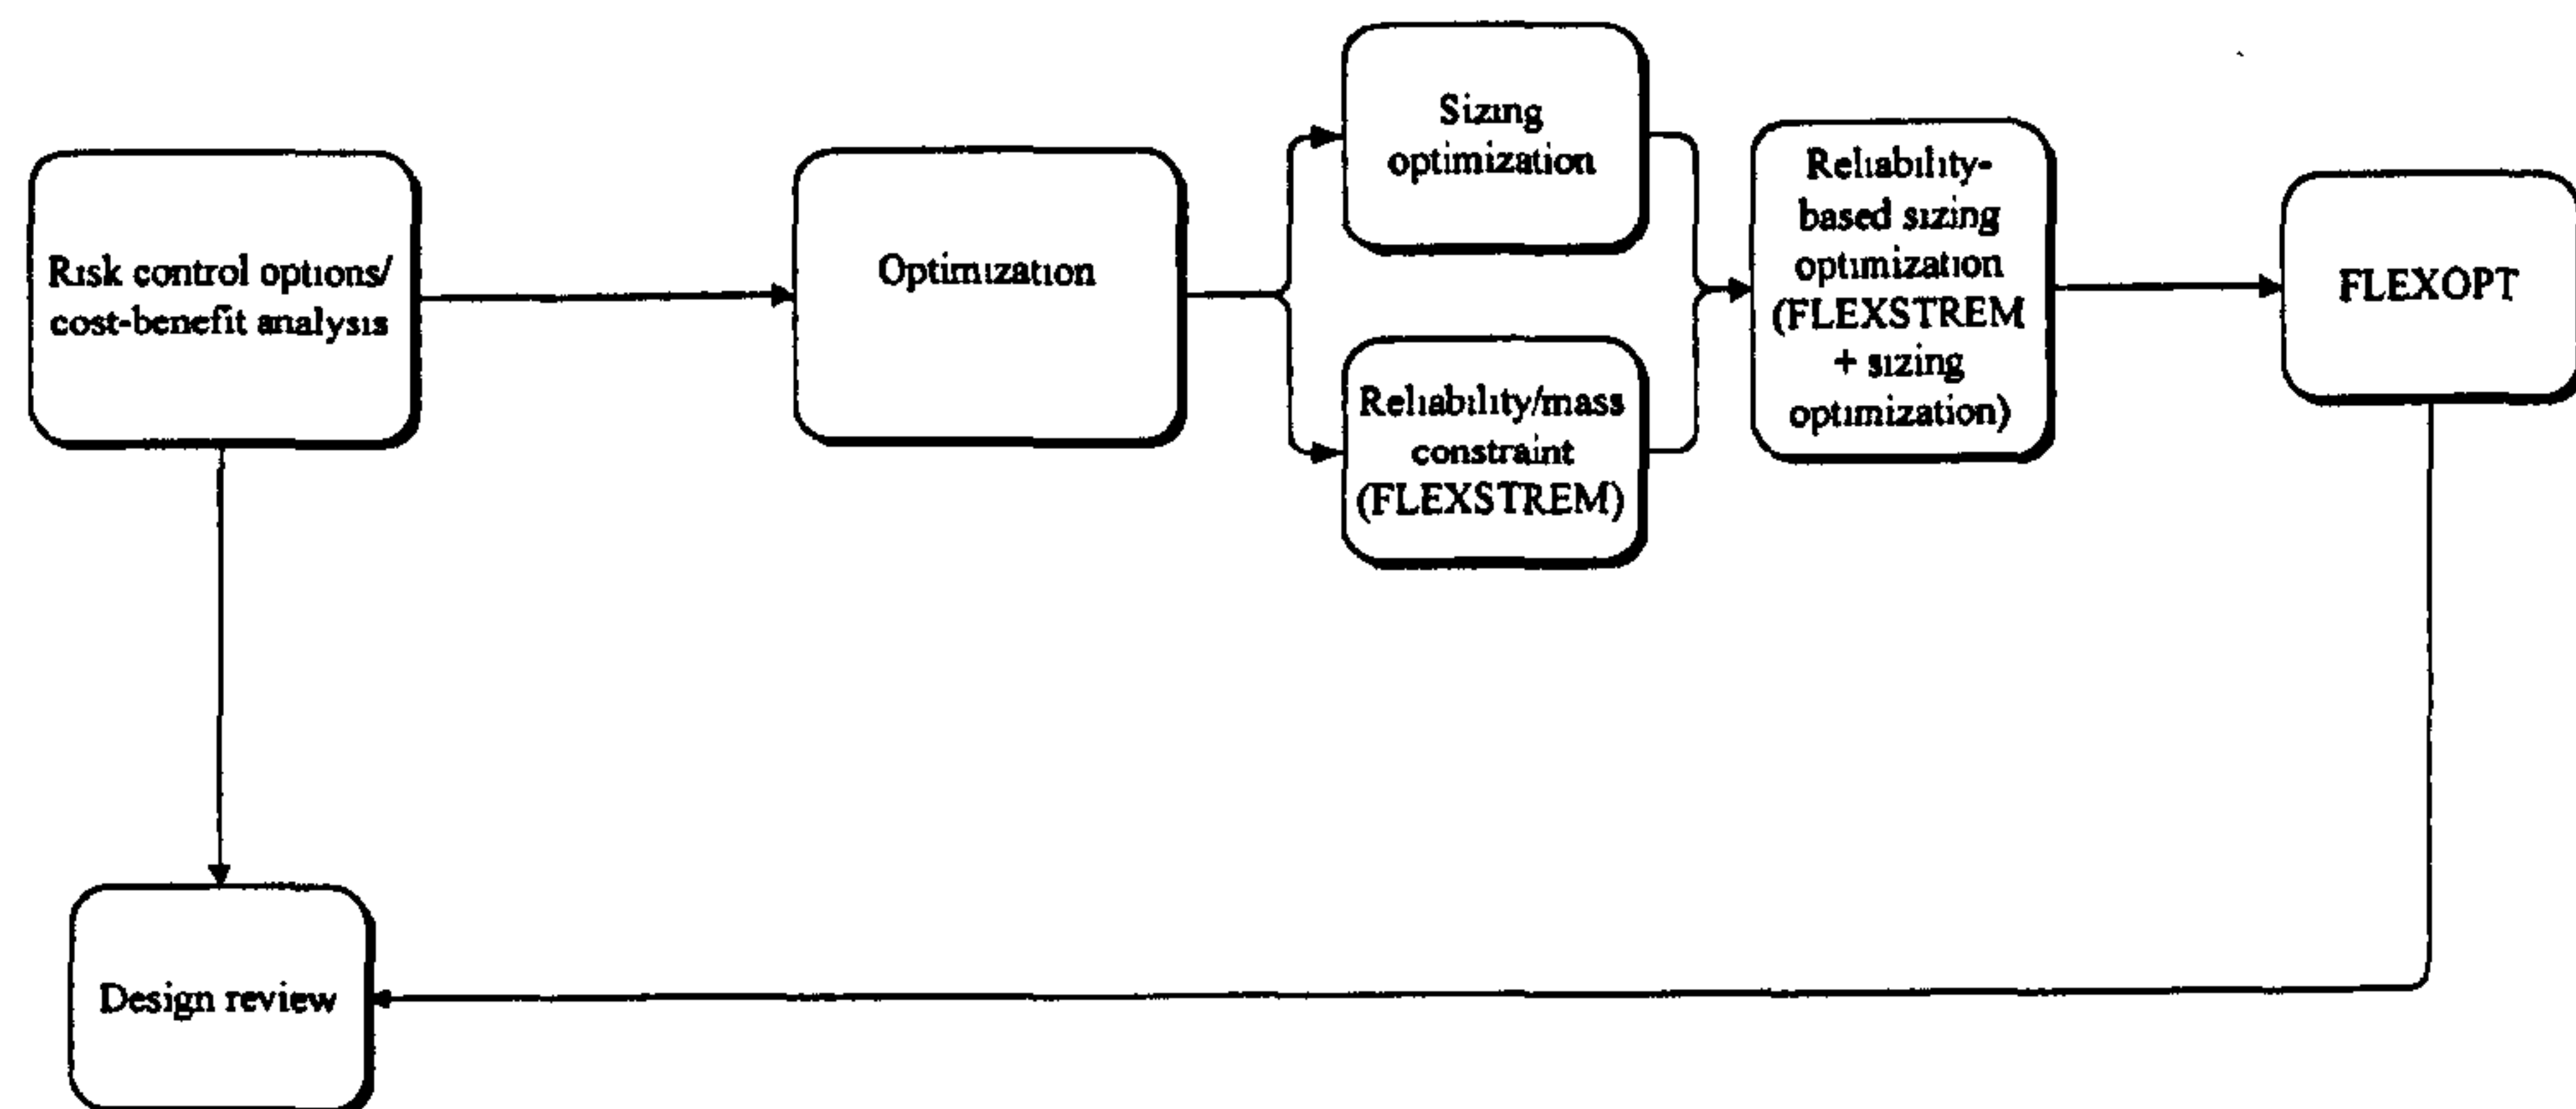 Risk control options/
cost-benefit analysis
Optimization
Sizing
optimization
Reliability/mass
constraint
(FLEXSTREM)
Reliability-
based sizing
optimization
(FLEXSTREM
+ sizing
optimization)
FLEXOPT
Design review